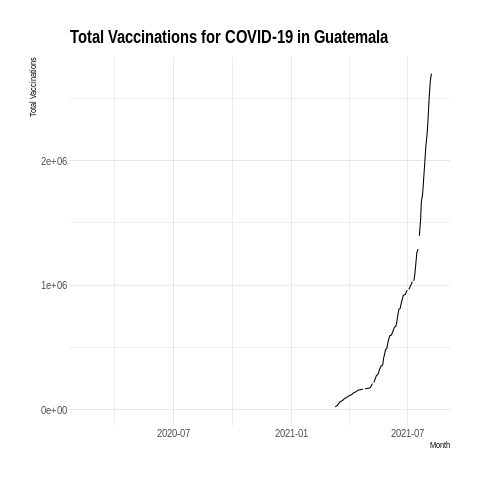 Total Vaccinations for COVID-19 in Guatemala
Total Vaccinations
2e+06
1e+06
0e+00
2020-07
2021-01
2021-07
Month